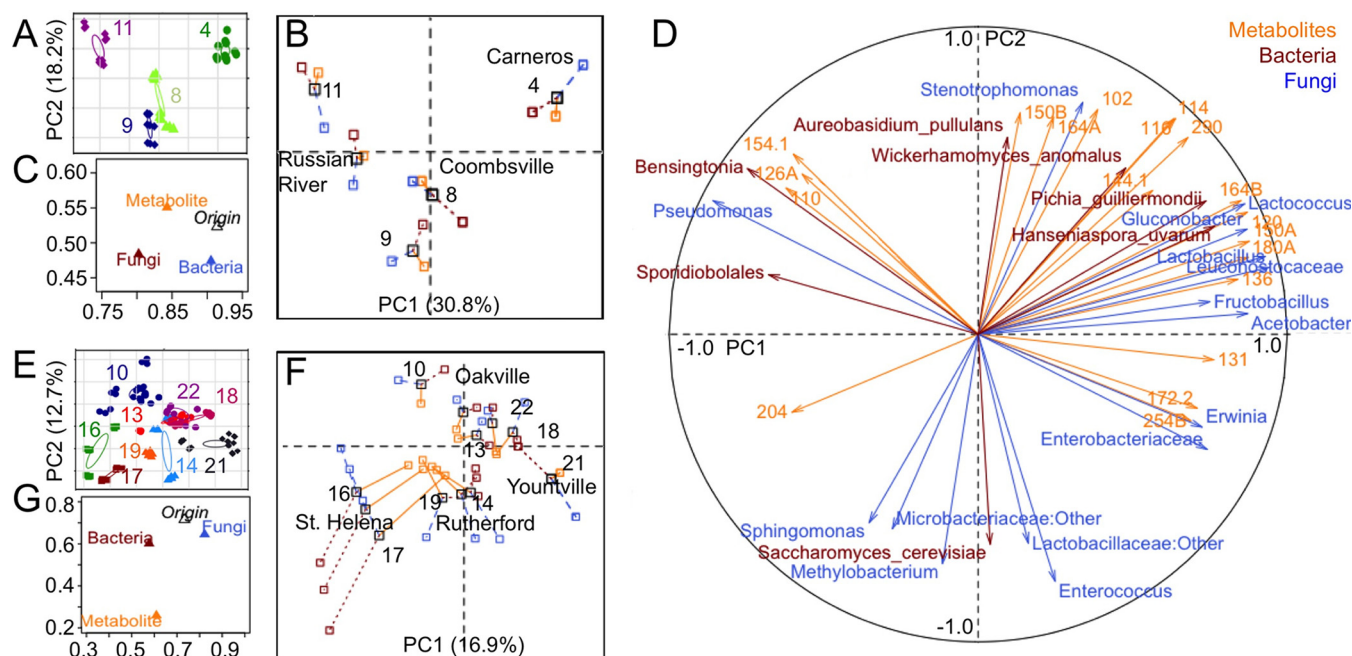 A
11
4
8
9
PC2 (18.2%)
B
Carneros
4
11
Russian
River
Coombsville
8
9
PC1 (30.8%)
C
0.60
0.55
0.50
0.45
Metabolite
Origin
Fungi
Bacteria
0.75
0.85
0.95
D
Metabolites
Bacteria
Fungi
1.0
PC2
Stenotrophomonas
150B
102
164A
114
116
290
Aureobasidium_pullulans
154.1
Wickerhamomyces_anomalus
Bensingtonia
126A
144.1
110
Pichia_guilliermondii
164B
Lactococcus
Pseudomonas
Gluconobacter
Hanseniaspora_uvarum
150A
Lactobacillus
180A
Leuconostocaceae
Sporidiobolales
136
Fructobacillus
Acetobacter
-1.0
PC1
1.0
131
204
172.2
254B
Erwinia
Enterobacteriaceae
Sphingomonas
Microbacteriaceae:Other
Saccharomyces_cerevisiae
Lactobacillaceae:Other
Methylobacterium
Enterococcus
-1.0
E
10
22
18
13
16
19
17
14
21
PC2 (12.7%)
F
10
Oakville
22
18
13
21
Yountville
16
19
14
St. Helena
Rutherford
17
PC1 (16.9%)
G
0.8
0.6
0.4
0.2
Origin
Bacteria
Fungi
Metabolite
0.3
0.5
0.7
0.9